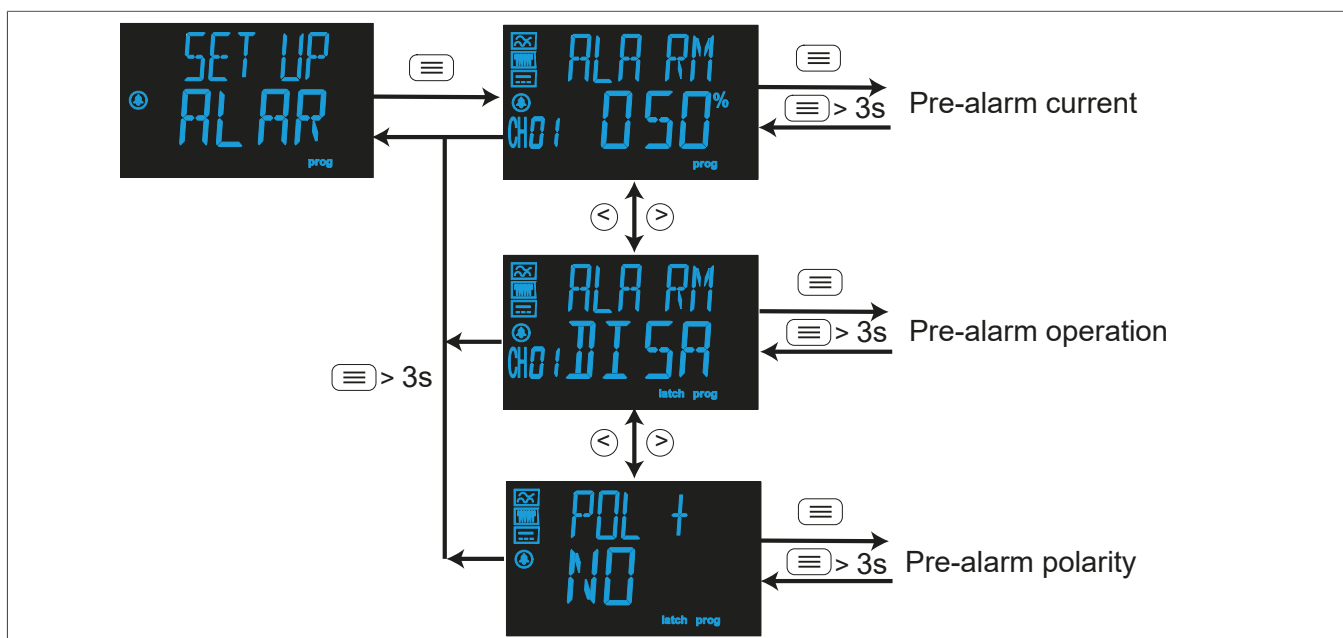 SET UP
ALAR
prog
ALA RM
CH01 050%
prog
> 3s
Pre-alarm current
< >
ALA RM
CH01 DISA
latch prog
> 3s
Pre-alarm operation
> 3s
< >
POL +
NO
latch prog
> 3s
Pre-alarm polarity